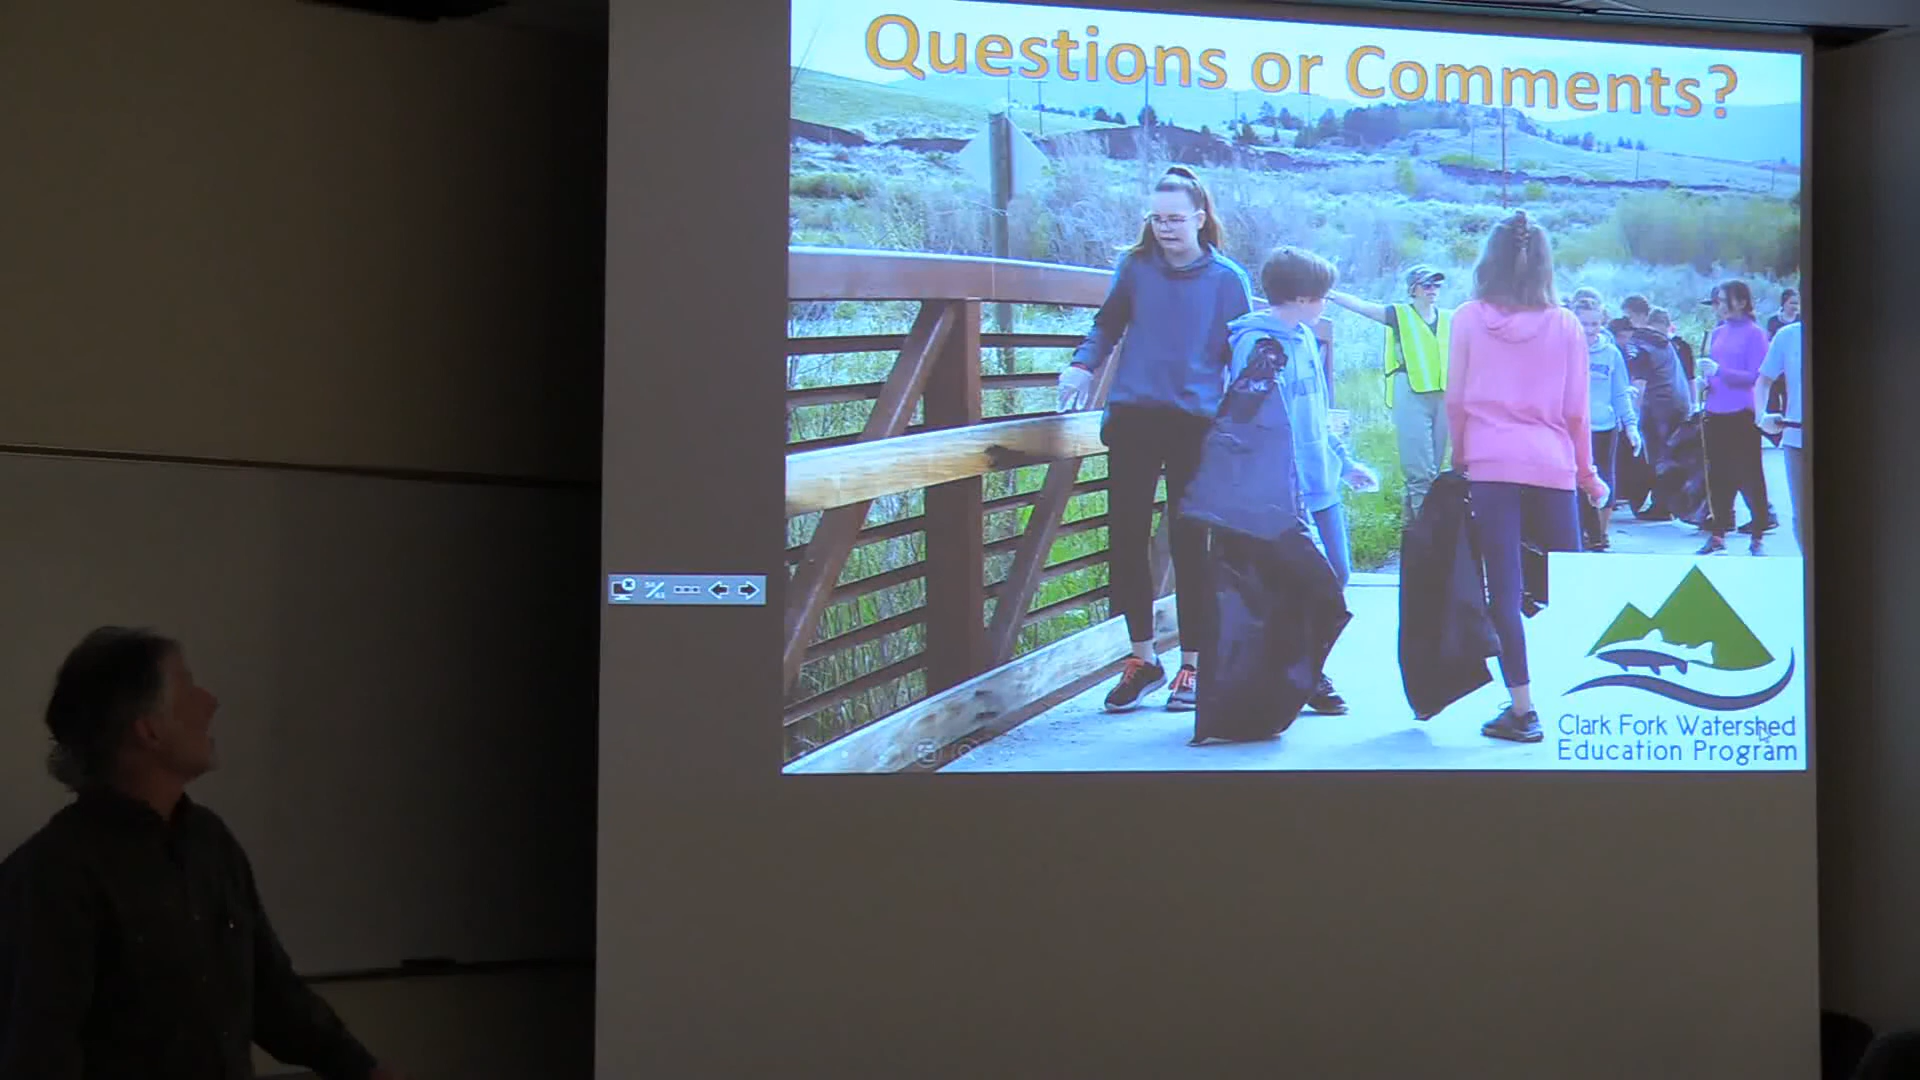 Questions or Comments?
Clark Fork Watershed
Education Program